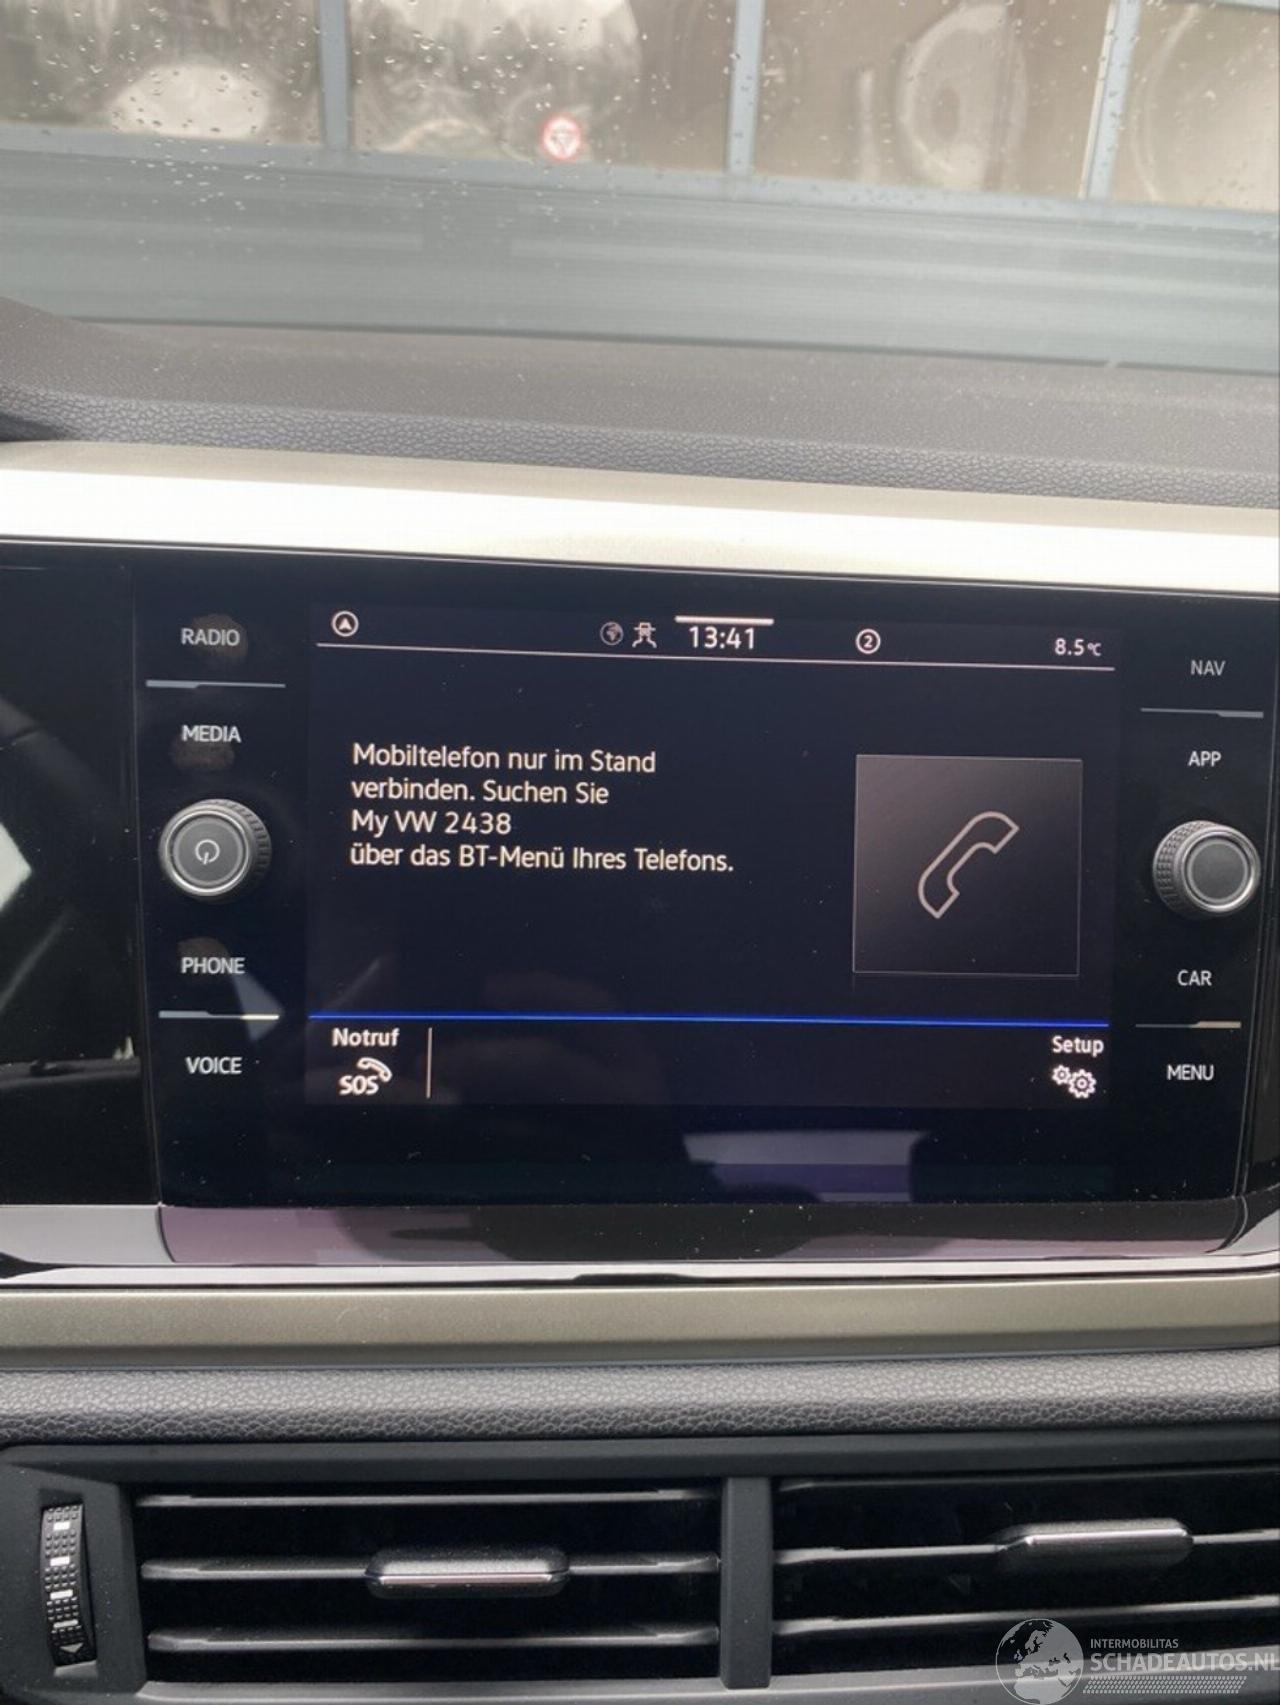 RADIO
13:41
2
8.5°C
NAV
MEDIA
APP
Mobiltelefon nur im Stand
verbinden. Suchen Sie
My VW 2438
über das BT-Menü Ihres Telefons.
PHONE
CAR
Notruf
SOS
Setup
VOICE
MENU
INTERMOBILITAS
SCHADEAUTOS.NL